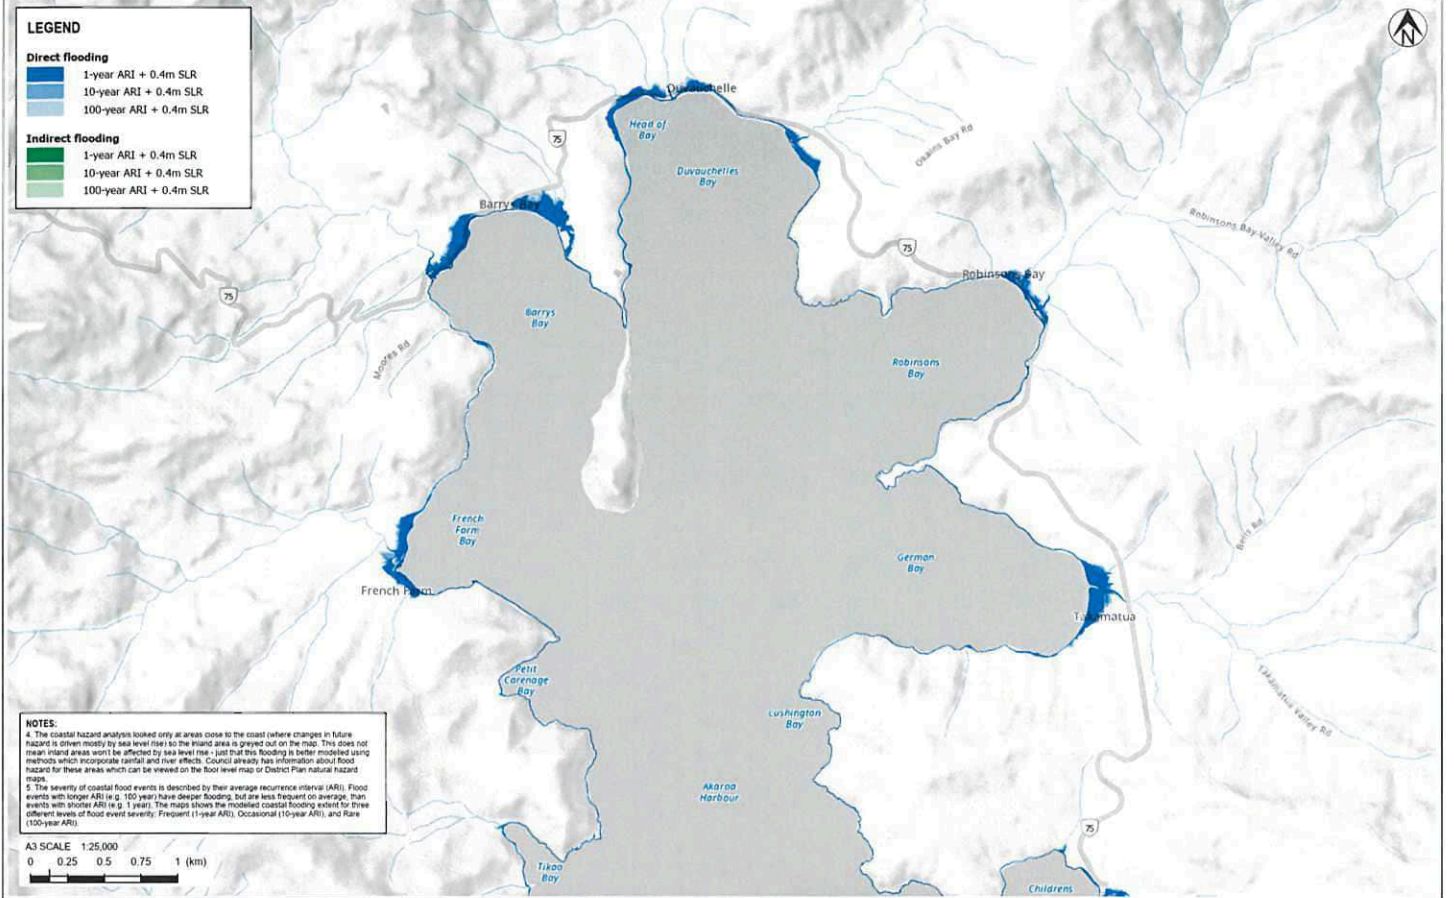 LEGEND
Direct flooding
1-year ARI + 0.4m SLR
10-year ARI + 0.4m SLR
100-year ARI + 0.4m SLR
Indirect flooding
1-year ARI + 0.4m SLR
10-year ARI + 0.4m SLR
100-year ARI + 0.4m SLR
N
Duvauchelle
Head of
Bay
75
Okains Bay Rd
Duvauchelles
Bay
Barrys Bay
Robinsons Bay Valley Rd
75
Robinsons Bay
75
Barrys
Bay
Moores Rd
Robinsons
Bay
French
Farm
Bay
Bells Rd
German
Bay
French Farm
Takamatua
Petit
Carenage
Bay
Takamatua Valley Rd
Lushington
Bay
NOTES:
4. The coastal hazard analysis looked only at areas close to the coast (where changes in future
hazard is driven mostly by sea level rise) so the inland area is greyed out on the map. This does not
mean inland areas won't be affected by sea level rise - just that this flooding is better modelled using
methods which incorporate rainfall and river effects. Council already has information about flood
hazard for these areas which can be viewed on the floor level map or District Plan natural hazard
maps.
5. The severity of coastal flood events is described by their average recurrence interval (ARI). Flood
events with longer ARI (e.g. 100 year) have deeper flooding, but are less frequent on average, than
events with shorter ARI (e.g. 1 year). The maps shows the modelled coastal flooding extent for three
different levels of flood event severity: Frequent (1-year ARI), Occasional (10-year ARI), and Rare
(100-year ARI).
Akaroa
Harbour
75
A3 SCALE 1:25,000
0 0.25 0.5 0.75 1 (km)
Tikao
Bay
Childrens